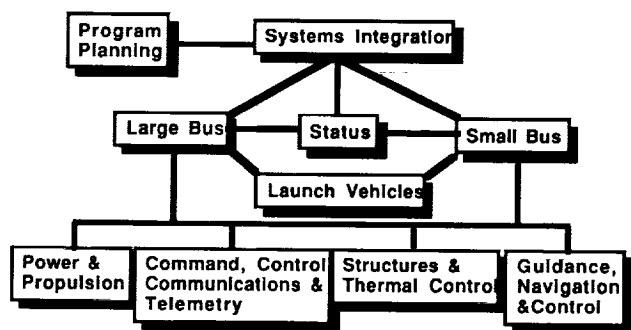 Program
Planning
Systems Integration
Large Bus
Status
Small Bus
Launch Vehicles
Power &
Propulsion
Command, Control
Communications &
Telemetry
Structures &
Thermal Control
Guidance,
Navigation
&Control